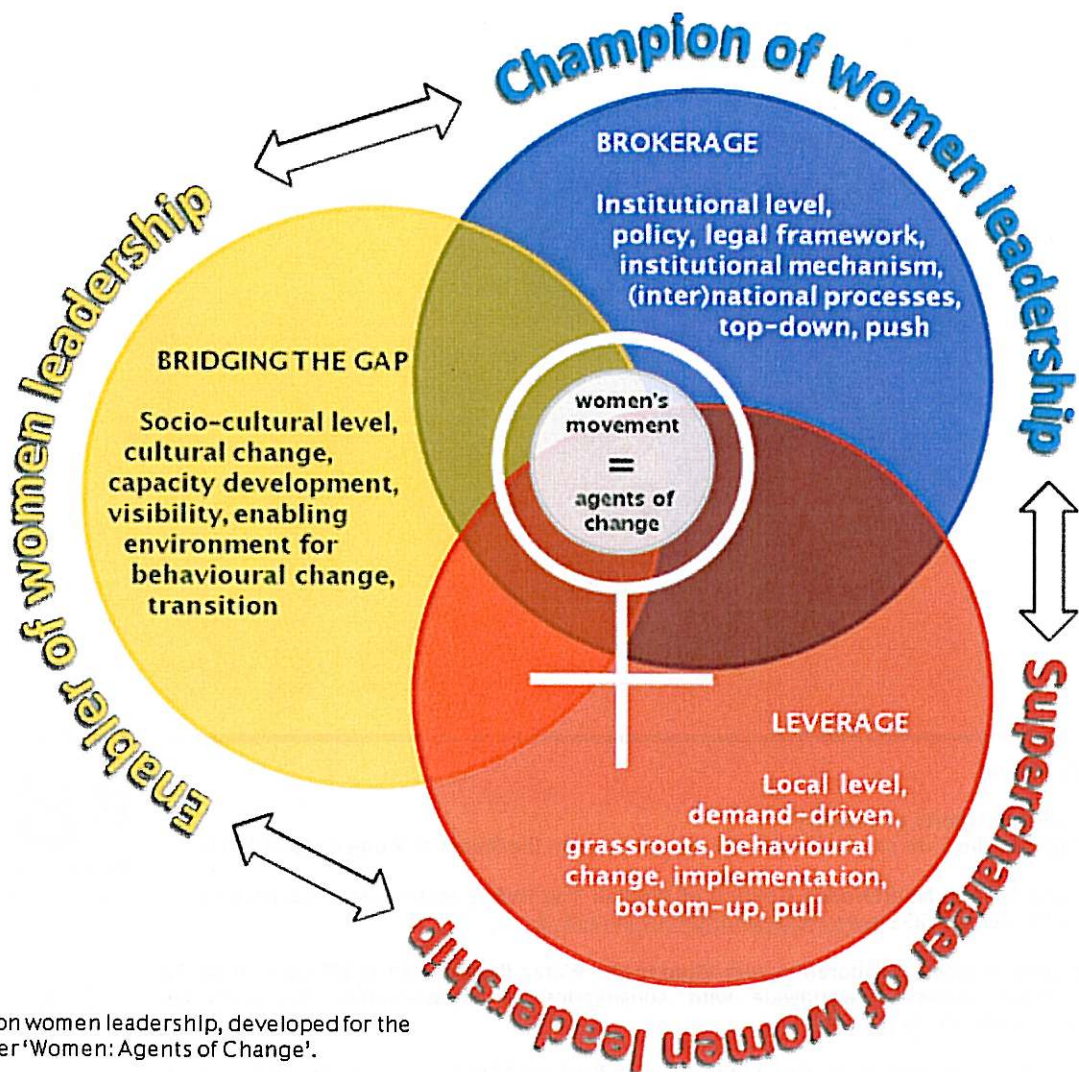 Champion of women leadership
BROKERAGE
Institutional level,
policy, legal framework,
institutional mechanism,
(inter)national processes,
top-down, push
Enabler of women leadership
BRIDGING THE GAP
Socio-cultural level,
cultural change,
capacity development,
visibility, enabling
environment for
behavioural change,
transition
women's
movement
=
agents of
change
LEVERAGE
Local level,
demand-driven,
grassroots, behavioural
change, implementation,
bottom-up, pull
Supercharger of women leadership
on women leadership, developed for the
er 'Women: Agents of Change'.